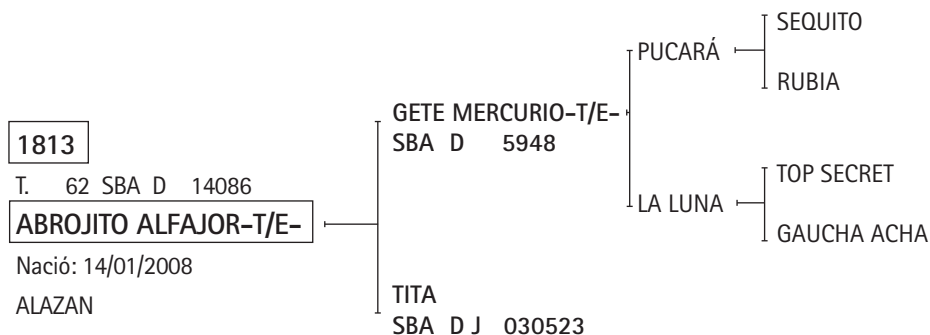 1813
T. 62 SBA D 14086
ABROJITO ALFAJOR-T/E-
Nació: 14/01/2008
ALAZAN
GETE MERCURIO-T/E-
SBA D 5948
TITA
SBA D J 030523
PUCARÁ
LA LUNA
SEQUITO
RUBIA
TOP SECRET
GAUCHA ACHA